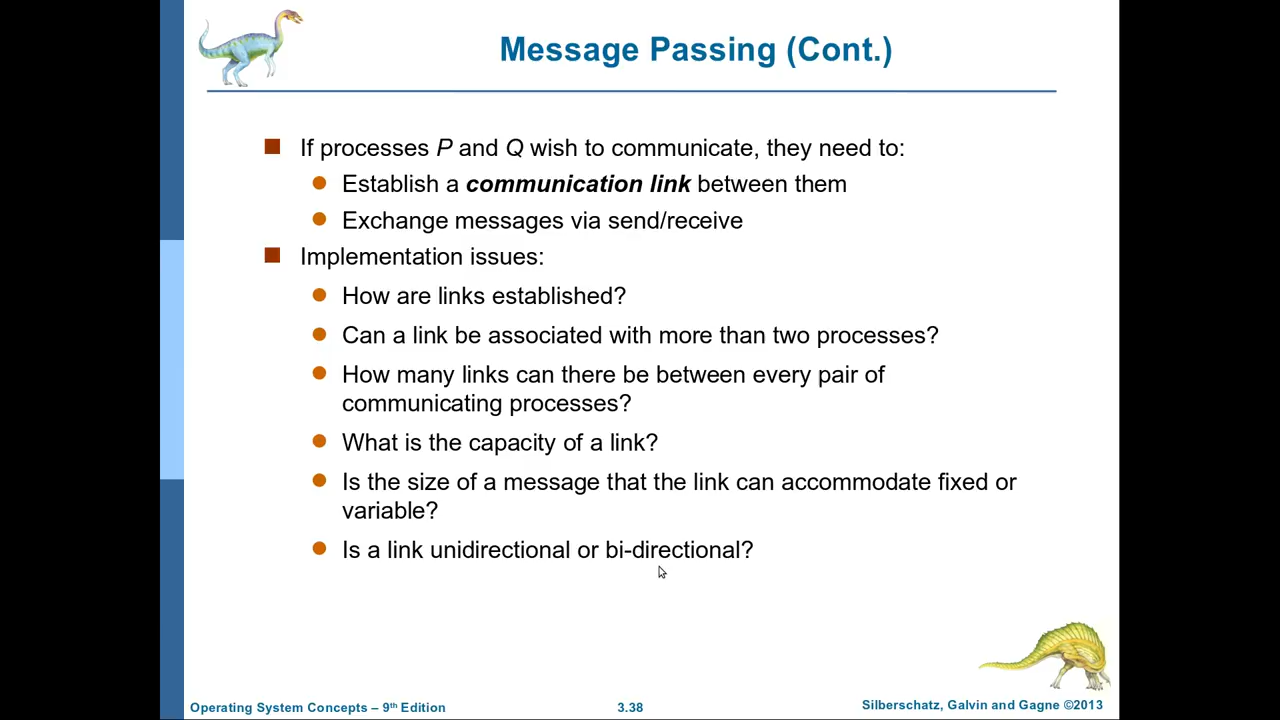 Message Passing (Cont.)
If processes P and Q wish to communicate, they need to:
Establish a communication link between them
Exchange messages via send/receive
Implementation issues:
How are links established?
Can a link be associated with more than two processes?
How many links can there be between every pair of
communicating processes?
What is the capacity of a link?
Is the size of a message that the link can accommodate fixed or
variable?
Is a link unidirectional or bi-directional?
Operating System Concepts – 9th Edition
3.38
Silberschatz, Galvin and Gagne ©2013